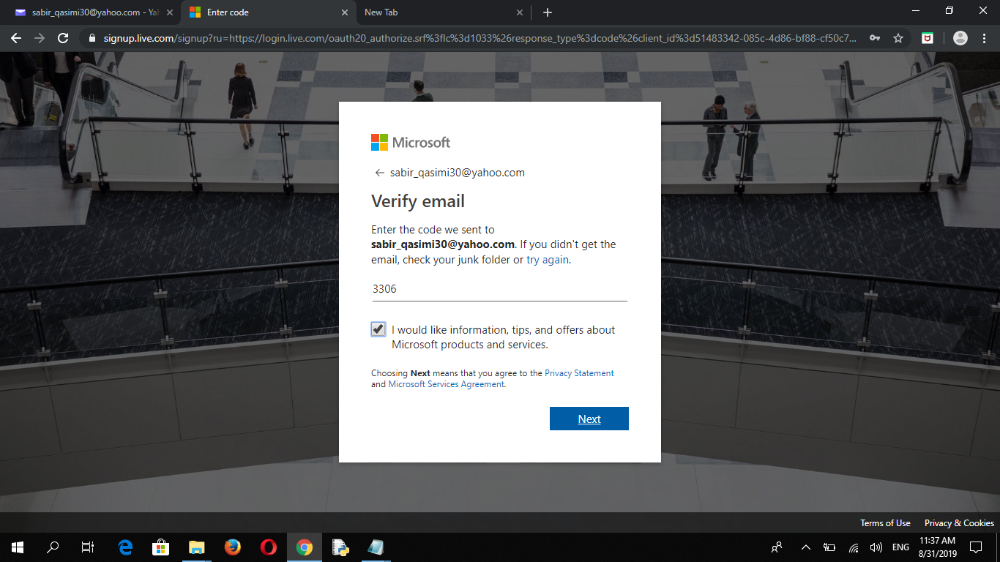 sabir_qasimi30@yahoo.com - Yah
Enter code
New Tab
signup.live.com/signup?ru=https://login.live.com/oauth20_authorize.srf%3flc%3d1033%26response_type%3dcode%26client_id%3d51483342-085c-4d86-bf88-cf50c7...
Microsoft
sabir_qasimi30@yahoo.com
Verify email
Enter the code we sent to
sabir_qasimi30@yahoo.com. If you didn't get the
email, check your junk folder or try again.
3306
I would like information, tips, and offers about
Microsoft products and services.
Choosing Next means that you agree to the Privacy Statement
and Microsoft Services Agreement.
Next
Terms of Use Privacy & Cookies
ENG
11:37 AM
8/31/2019